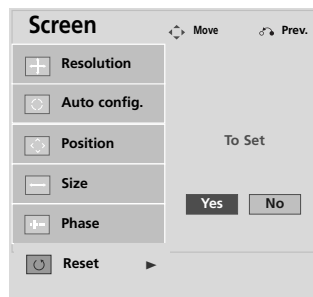 Screen
Move
Prev.
Resolution
Auto config.
Position
Size
Phase
Reset
To Set
Yes
No